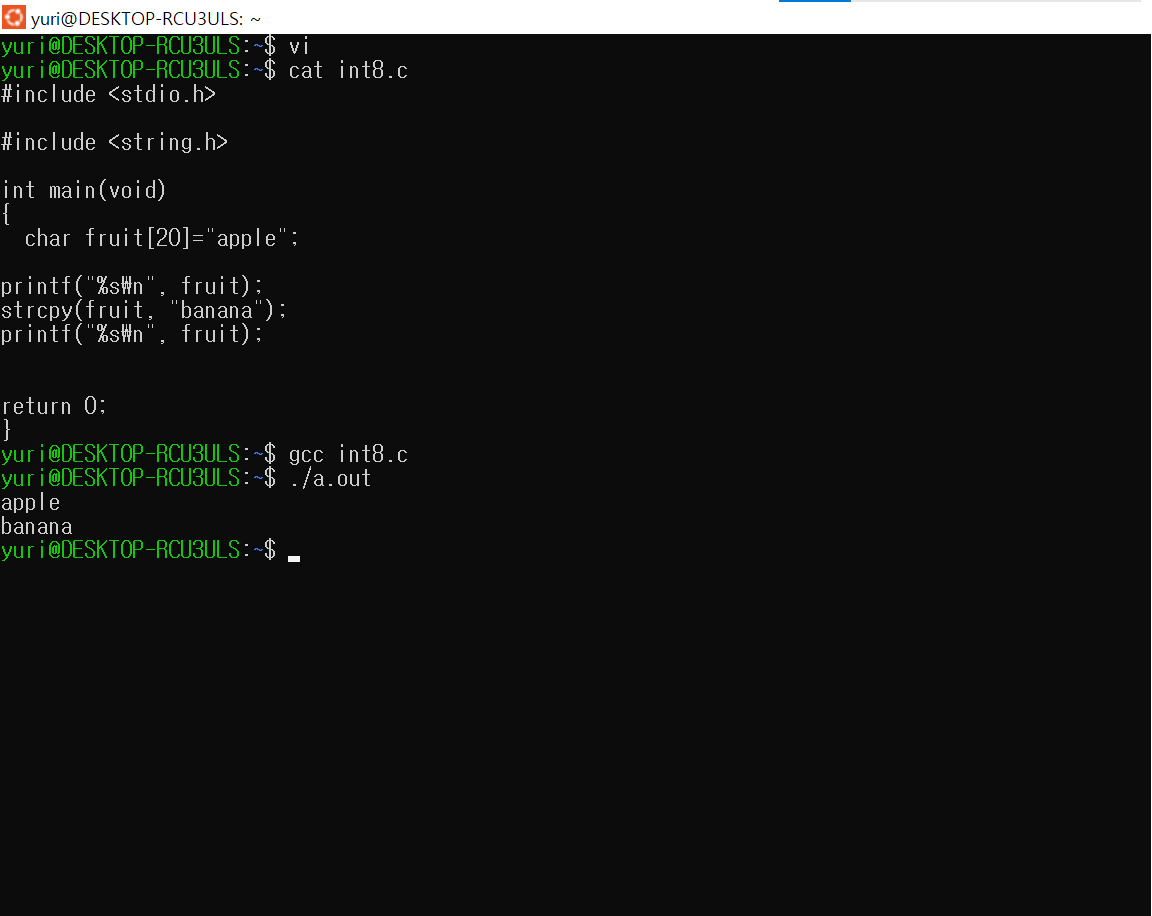 yuri@DESKTOP-RCU3ULS: ~
yuri@DESKTOP-RCU3ULS:~$ vi
yuri@DESKTOP-RCU3ULS:~$ cat int8.c
#include <stdio.h>
#include <string.h>
int main(void)
{
  char fruit[20]="apple";
printf("%s₩n", fruit);
strcpy(fruit, "banana");
printf("%s₩n", fruit);
return 0;
}
yuri@DESKTOP-RCU3ULS:~$ gcc int8.c
yuri@DESKTOP-RCU3ULS:~$ ./a.out
apple
banana
yuri@DESKTOP-RCU3ULS:~$